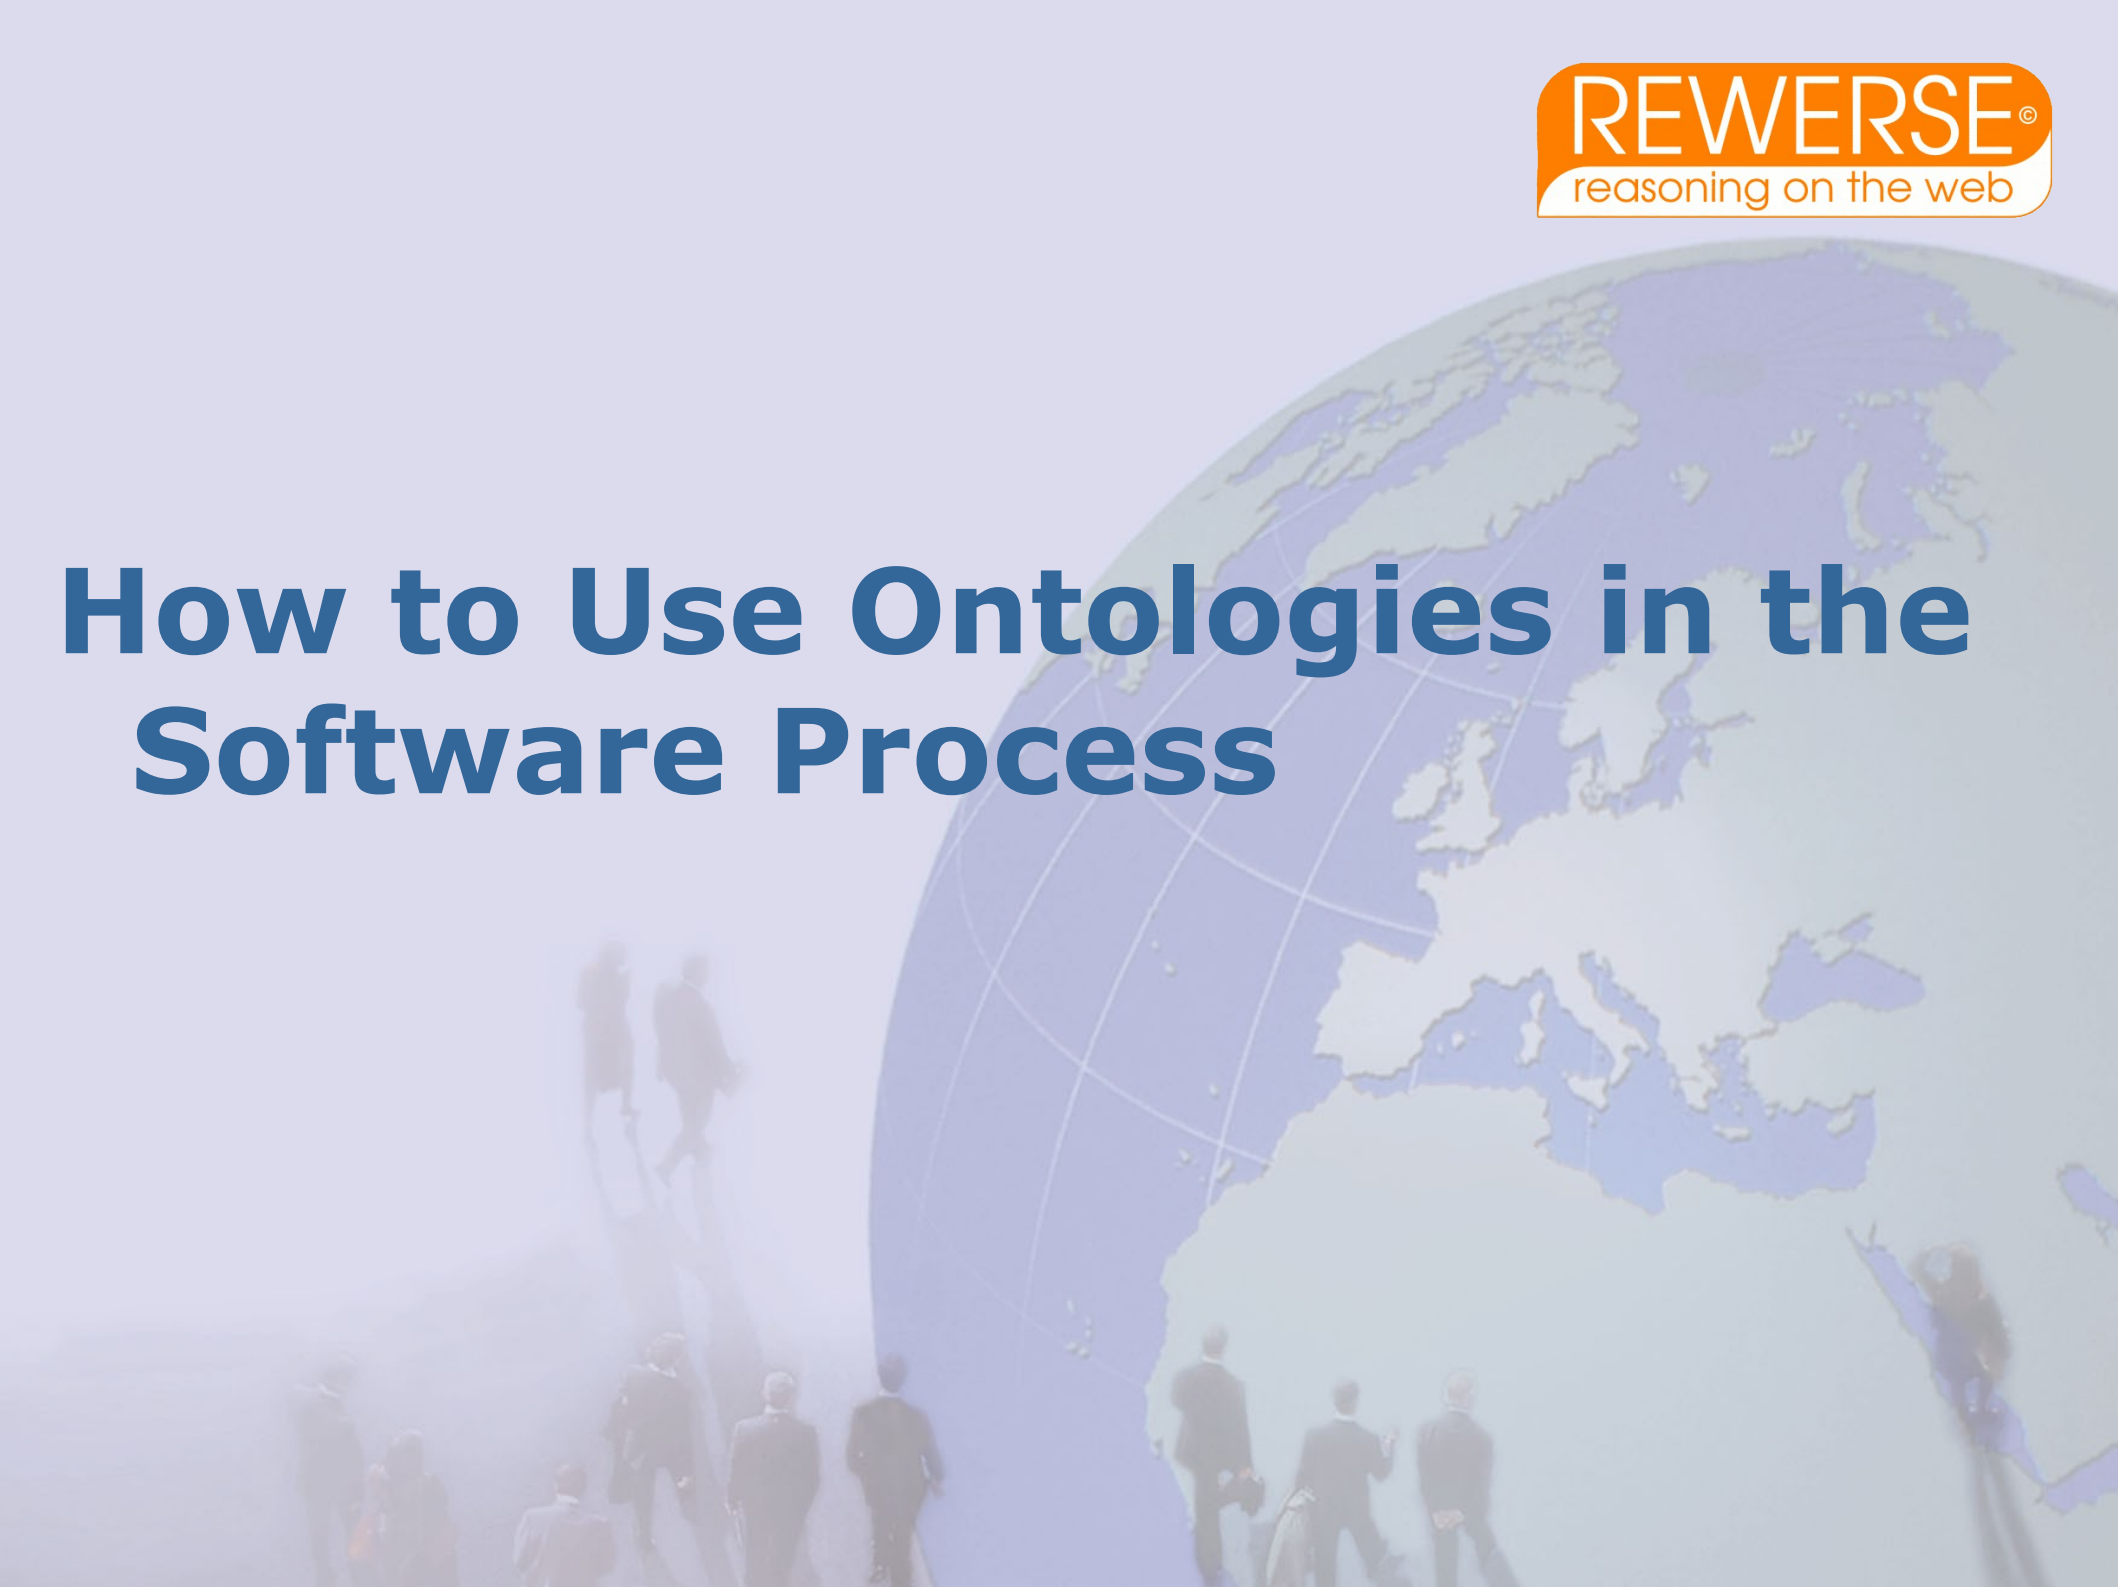 REWERSE©
reasoning on the web
How to Use Ontologies in the
Software Process